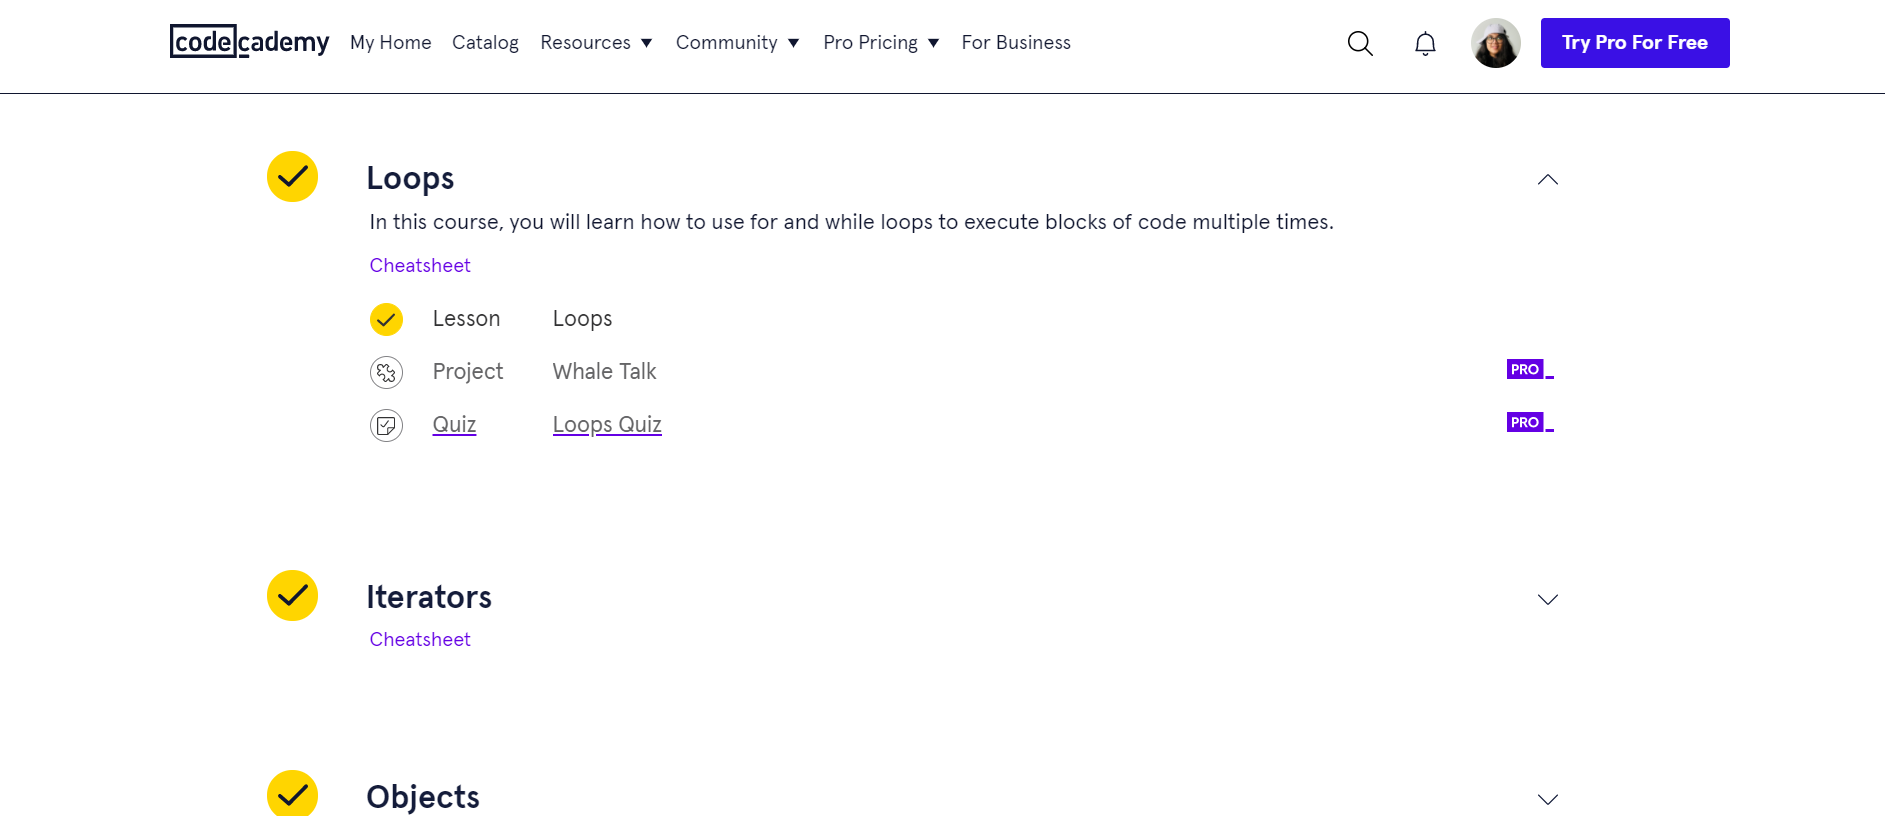 codecademy My Home Catalog Resources Community Pro Pricing For Business Try Pro For Free
Loops
In this course, you will learn how to use for and while loops to execute blocks of code multiple times.
Cheatsheet
Lesson Loops
Project Whale Talk PRO
Quiz Loops Quiz PRO
Iterators
Cheatsheet
Objects